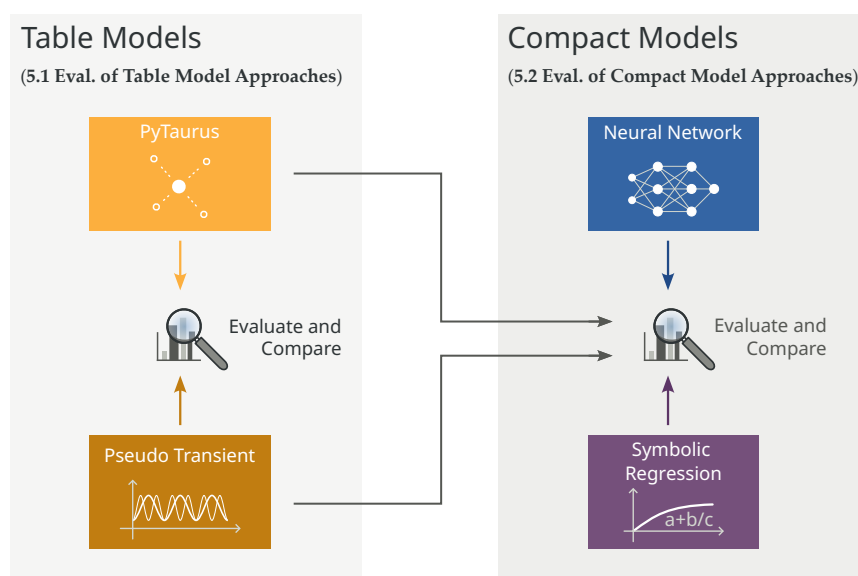 Table Models
(5.1 Eval. of Table Model Approaches)
PyTaurus
Evaluate and
Compare
Pseudo Transient
Compact Models
(5.2 Eval. of Compact Model Approaches)
Neural Network
Evaluate and
Compare
Symbolic
Regression
a+b/c